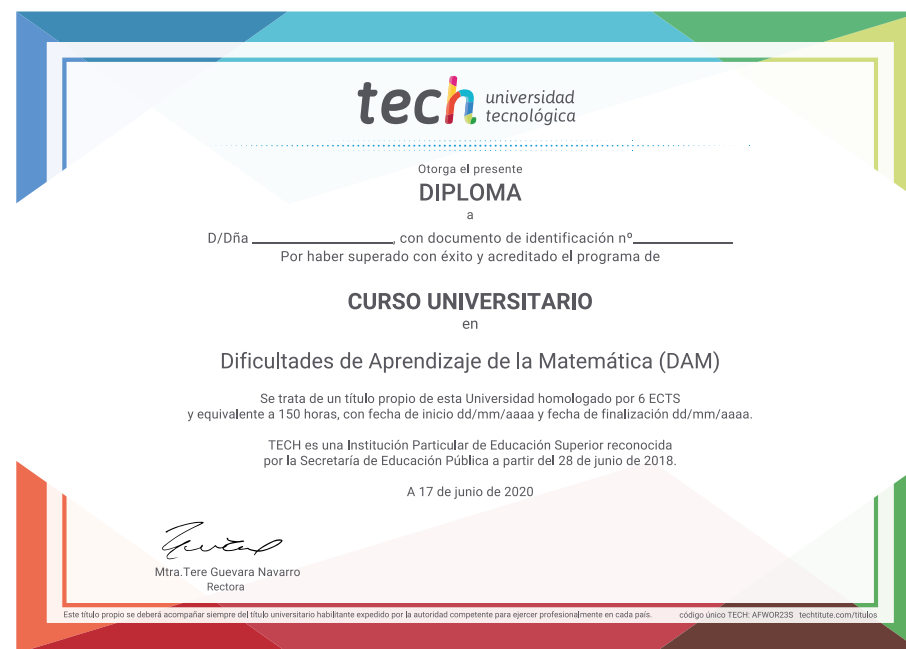 tech universidad
tecnológica
Otorga el presente
DIPLOMA
a
D/Dña ____________________, con documento de identificación nº______________
Por haber superado con éxito y acreditado el programa de
CURSO UNIVERSITARIO
en
Dificultades de Aprendizaje de la Matemática (DAM)
Se trata de un título propio de esta Universidad homologado por 6 ECTS
y equivalente a 150 horas, con fecha de inicio dd/mm/aaaa y fecha de finalización dd/mm/aaaa.
TECH es una Institución Particular de Educación Superior reconocida
por la Secretaría de Educación Pública a partir del 28 de junio de 2018.
A 17 de junio de 2020
Mtra.Tere Guevara Navarro
Rectora
Este título propio se deberá acompañar siempre del título universitario habilitante expedido por la autoridad competente para ejercer profesionalmente en cada país. código único TECH: AFWOR23S techtitute.com/titulos